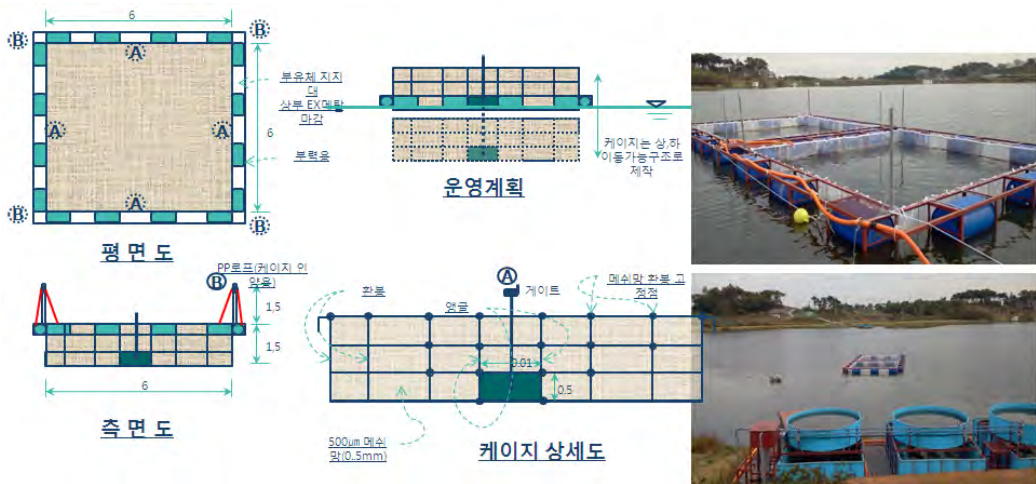 6
Ⓑ
Ⓑ
Ⓐ
부유체 지지
대
상부 EX메탈
마감
Ⓐ
Ⓐ
6
부력용
Ⓐ
Ⓑ
Ⓑ
평 면 도
케이지는 상,하
이동가능구조로
제작
운영계획
Ⓑ
PP로프(케이지 인
양용)
1,5
1,5
6
측 면 도
Ⓐ
게이트
환봉
앵글
메쉬망 환봉 고
정점
0.01
0.5
500㎛ 메쉬
망(0..5mm)
케이지 상세도